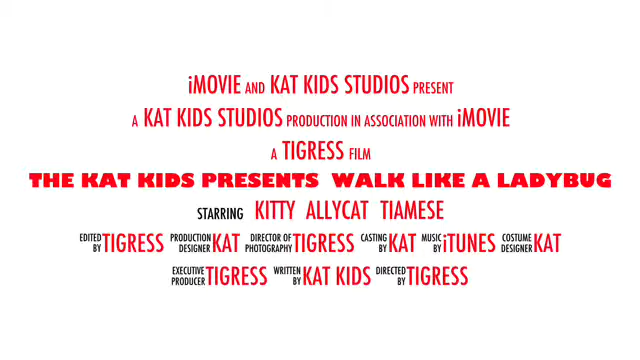 iMOVIE AND KAT KIDS STUDIOS PRESENT
A KAT KIDS STUDIOS PRODUCTION IN ASSOCIATION WITH iMOVIE
A TIGRESS FILM
THE KAT KIDS PRESENTS WALK LIKE A LADYBUG
STARRING KITTY ALLYCAT TIAMESE
EDITED BY TIGRESS PRODUCTION DESIGNER KAT DIRECTOR OF PHOTOGRAPHY TIGRESS CASTING BY KAT MUSIC BY iTUNES COSTUME DESIGNER KAT
EXECUTIVE PRODUCER TIGRESS WRITTEN BY KAT KIDS DIRECTED BY TIGRESS